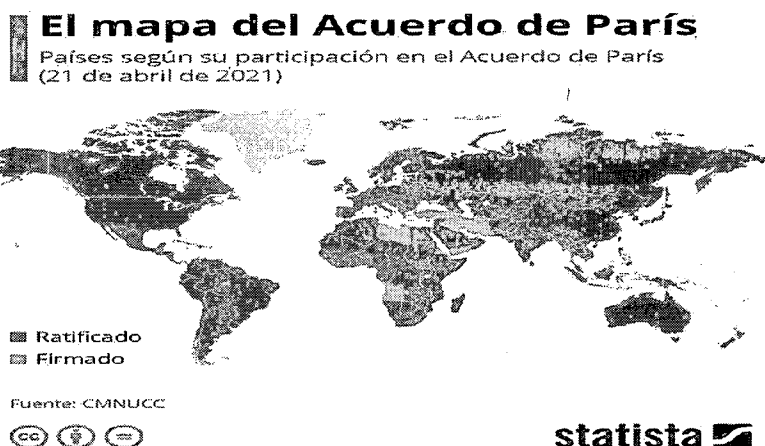 El mapa del Acuerdo de París
Países según su participación en el Acuerdo de París
(21 de abril de 2021)
Ratificado
Firmado
Fuente: CMNUCC
cc
statista